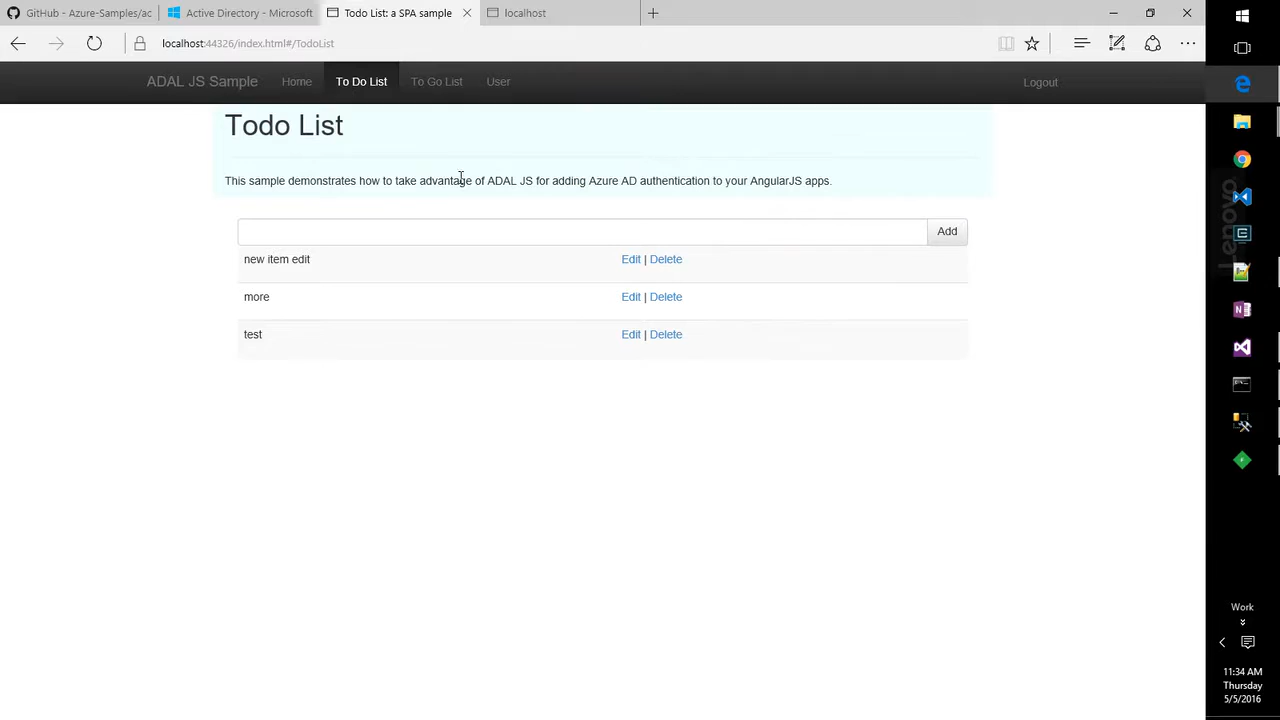 GitHub - Azure-Samples/ac
Active Directory - Microsoft
Todo List: a SPA sample
localhost
localhost:44326/index.html#/TodoList
ADAL JS Sample
Home
To Do List
To Go List
User
Logout
Todo List
This sample demonstrates how to take advantage of ADAL JS for adding Azure AD authentication to your AngularJS apps.
Add
new item edit
Edit | Delete
more
Edit | Delete
test
Edit | Delete
Lenovo
Work
11:34 AM
Thursday
5/5/2016